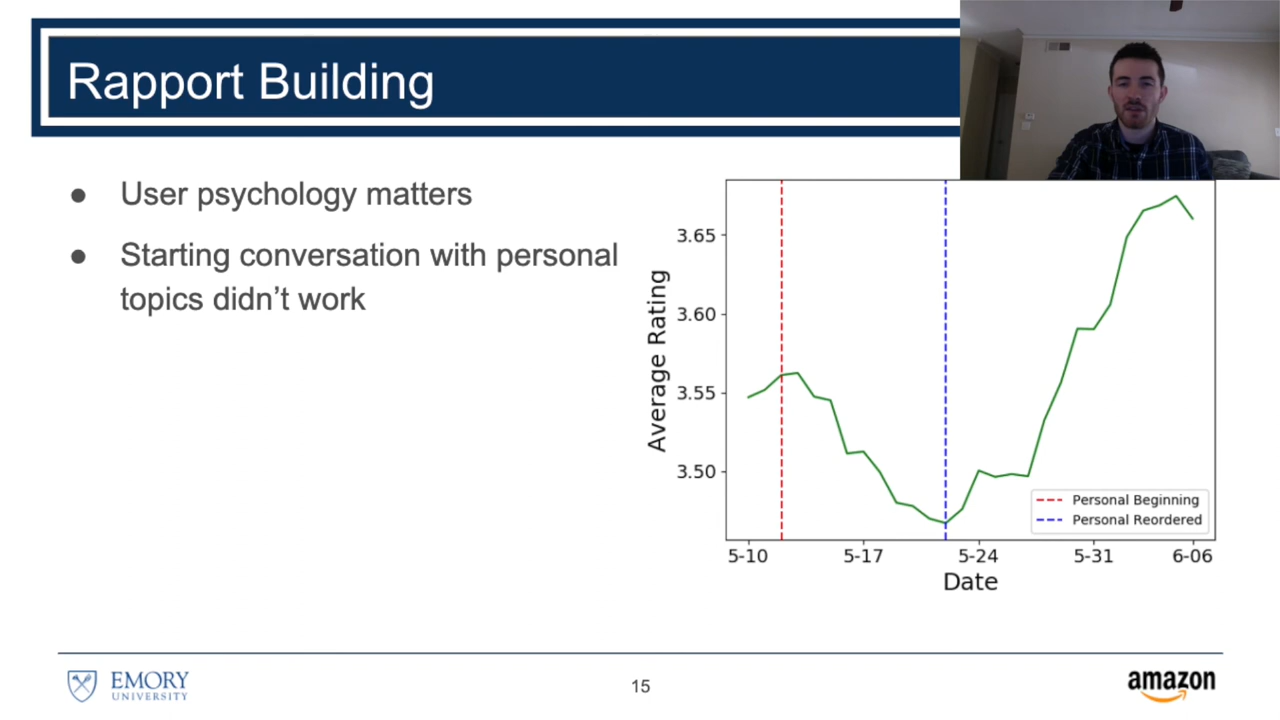 Rapport Building
● User psychology matters
● Starting conversation with personal
topics didn’t work
Average Rating
3.65
3.60
3.55
3.50
Personal Beginning
Personal Reordered
5-10 5-17 5-24 5-31 6-06
Date
EMORY
UNIVERSITY
15
amazon